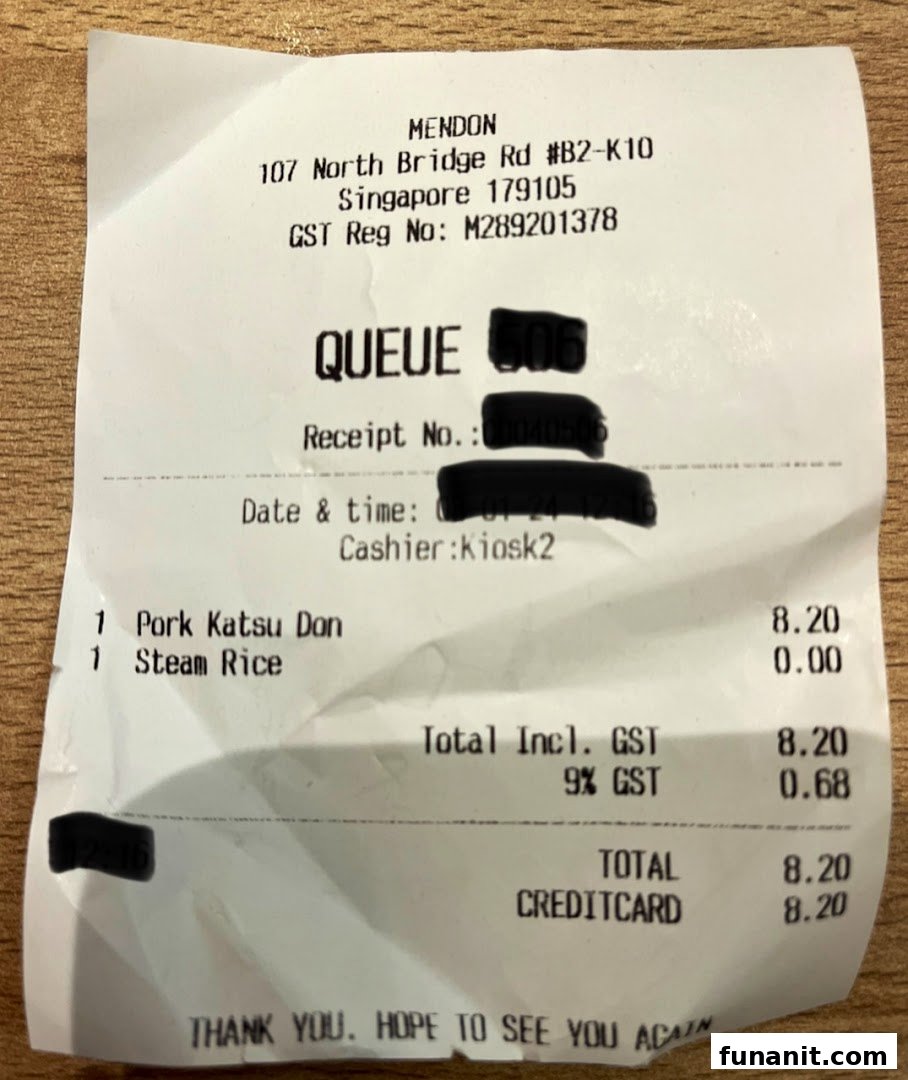 MENDON
107 North Bridge Rd #B2-K10
Singapore 179105
GST Reg No: M289201378
QUEUE
Receipt No.:
Date & time:
Cashier:kiosk2
1 Pork Katsu Don 8.20
1 Steam Rice 0.00
Total Incl. GST 8.20
9% GST 0.68
TOTAL 8.20
CREDITCARD 8.20
THANK YOU. HOPE TO SEE YOU AGAIN
funanit.com